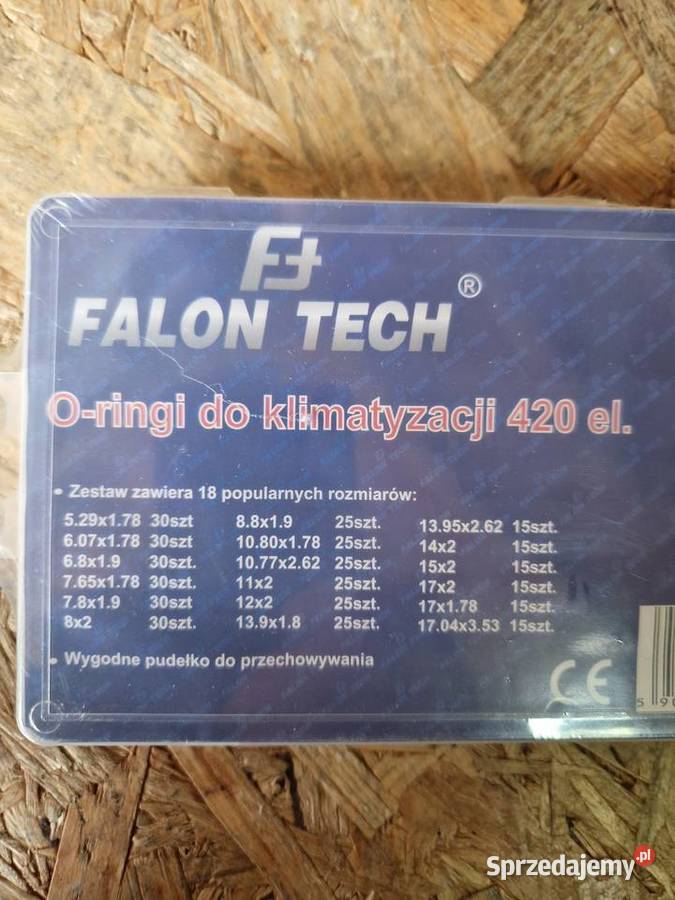 FALON TECH ®
O-ringi do klimatyzacji 420 el.
• Zestaw zawiera 18 popularnych rozmiarów:
5.29x1.78 30szt
6.07x1.78 30szt
6.8x1.9 30szt.
7.65x1.78 30szt.
7.8x1.9 30szt
8x2 30szt.
8.8x1.9 25szt.
10.80x1.78 25szt.
10.77x2.62 25szt.
11x2 25szt.
12x2 25szt.
13.9x1.8 25szt.
13.95x2.62 15szt.
14x2 15szt.
15x2 15szt.
17x2 15szt.
17x1.78 15szt.
17.04x3.53 15szt.
• Wygodne pudełko do przechowywania
CE
Sprzedajemy.pl